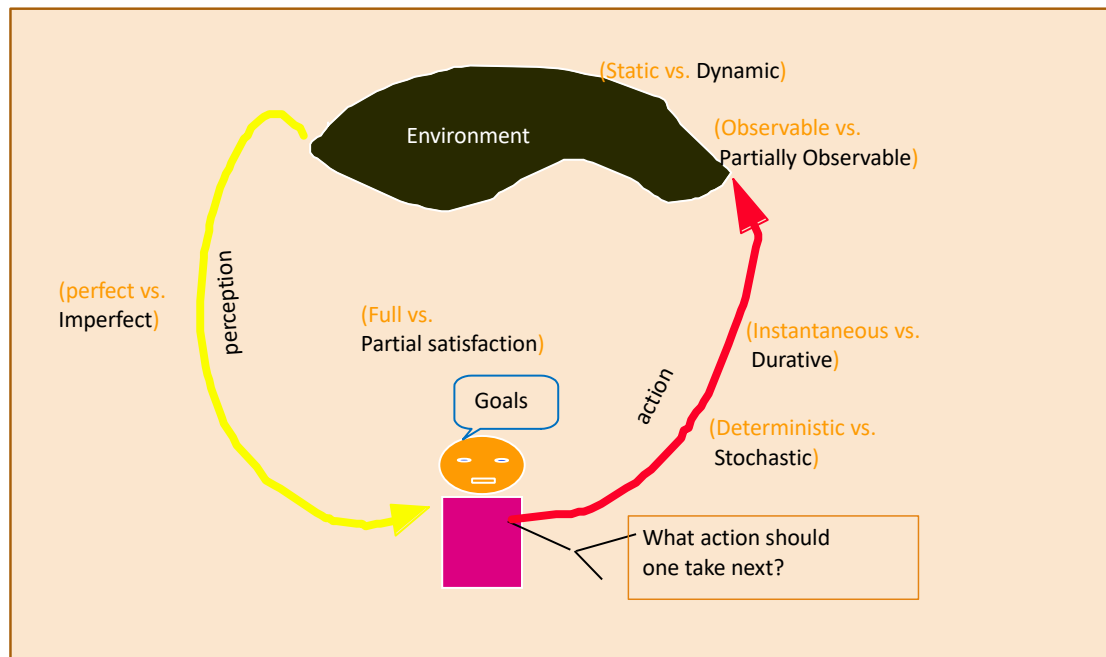 (Static vs. Dynamic)
Environment
(Observable vs.
Partially Observable)
perception
(perfect vs.
Imperfect)
(Full vs.
Partial satisfaction)
(Instantaneous vs.
Durative)
Goals
action
(Deterministic vs.
Stochastic)
What action should
one take next?